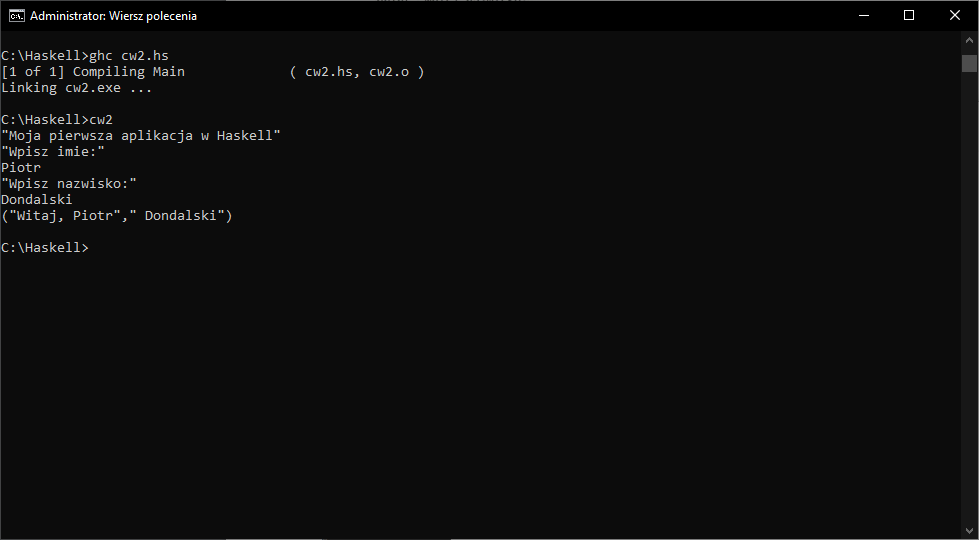 Administrator: Wiersz polecenia
C:\Haskell>ghc cw2.hs
[1 of 1] Compiling Main             ( cw2.hs, cw2.o )
Linking cw2.exe ...
C:\Haskell>cw2
"Moja pierwsza aplikacja w Haskell"
"Wpisz imie:"
Piotr
"Wpisz nazwisko:"
Dondalski
("Witaj, Piotr"," Dondalski")
C:\Haskell>